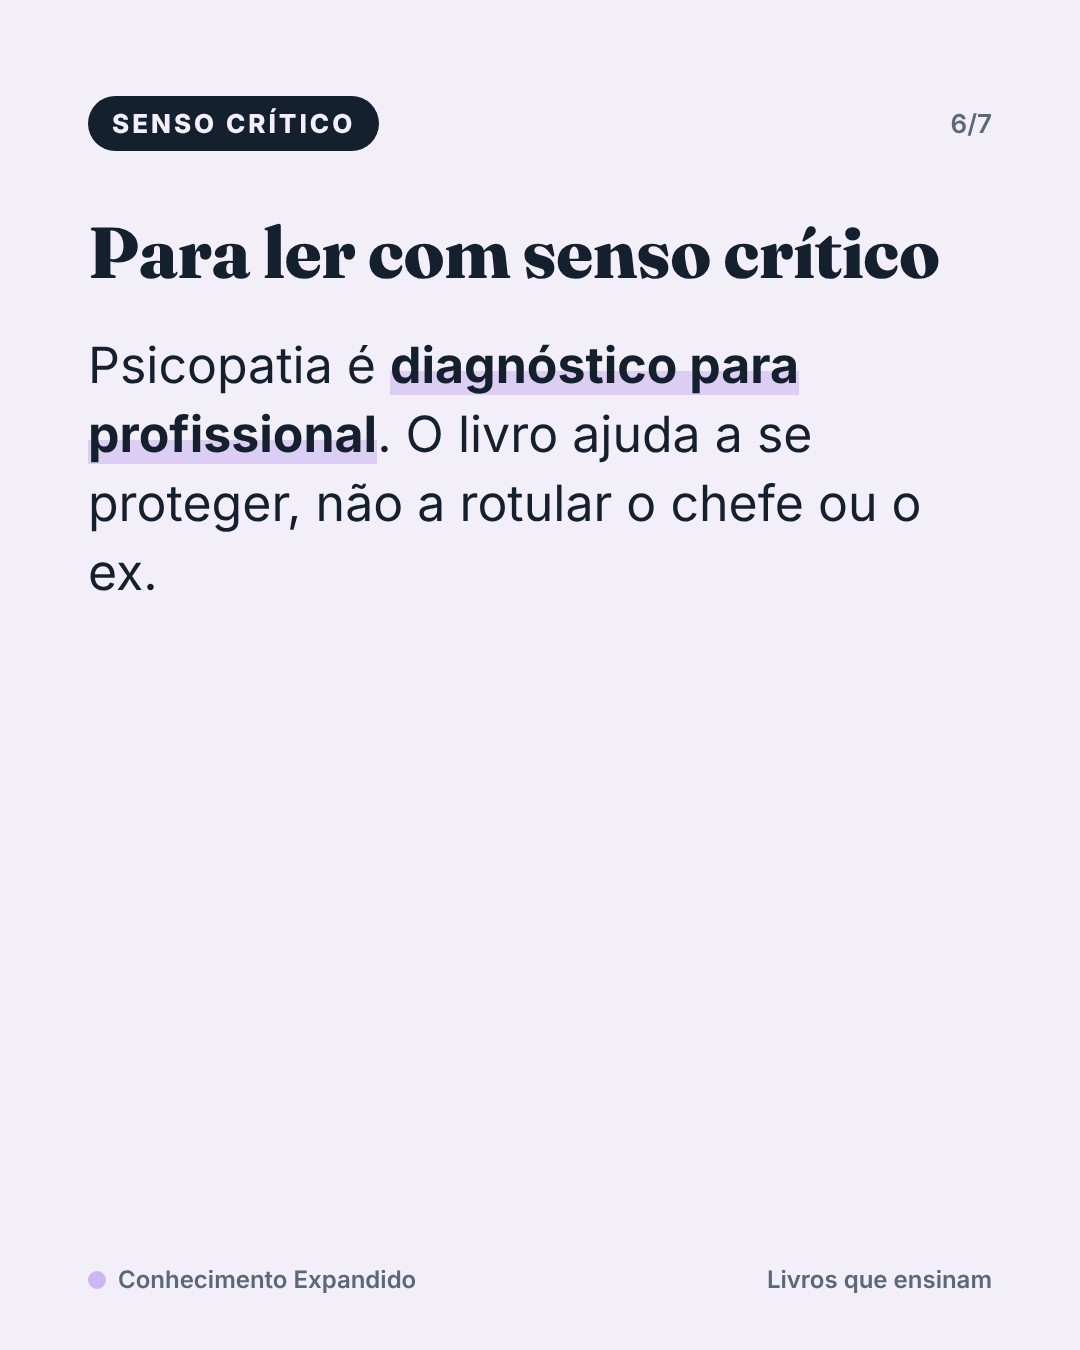 SENSO CRÍTICO
6/7
Para ler com senso crítico
Psicopatia é diagnóstico para
profissional. O livro ajuda a se
proteger, não a rotular o chefe ou o
ex.
Conhecimento Expandido
Livros que ensinam